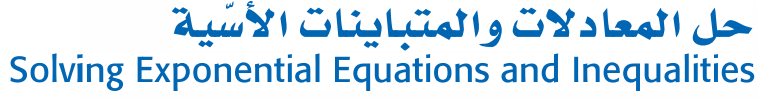 حل المعادلات والمتباينات الأسّية
Solving Exponential Equations and Inequalities